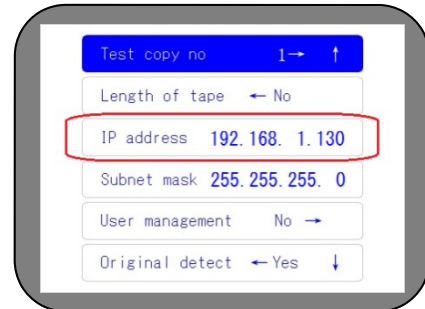 Test copy no 1→ ↑
Length of tape ← No
IP address 192.168. 1.130
Subnet mask 255.255.255. 0
User management No →
Original detect ←Yes ↓